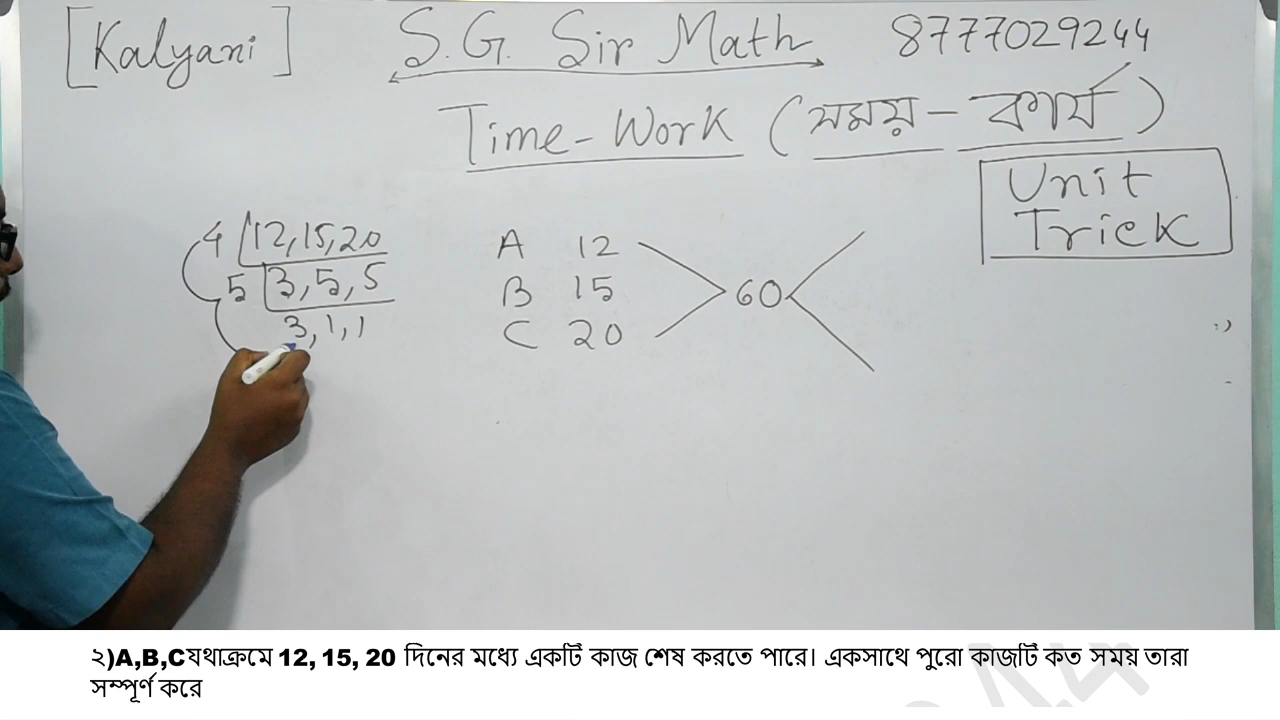 [Kalyani] S.G. Sir Math 8777029244
Time-Work (সময়-কার্য)
Unit
Trick
4 12,15,20
5 3,5,5
3,1,1
A 12
B 15 60
C 20
২)A,B,Cযথাক্রমে 12, 15, 20 দিনের মধ্যে একটি কাজ শেষ করতে পারে। একসাথে পুরো কাজটি কত সময় তারা
সম্পূর্ণ করে